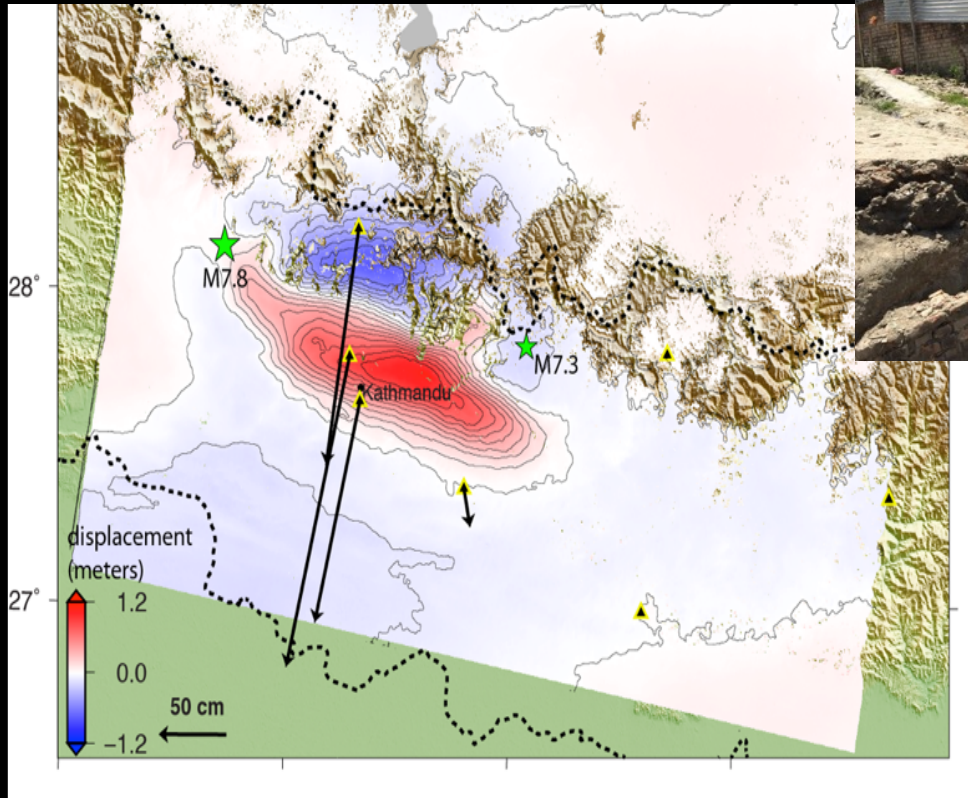 28°
M7.8
M7.3
Kathmandu
displacement
(meters)
27°
1.2
0.0
50 cm
−1.2